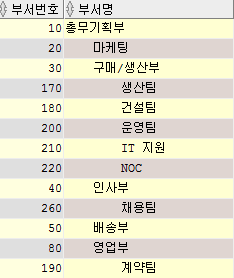 부서번호 부서명
10 총무기획부
20 마케팅
30 구매/생산부
170 생산팀
180 건설팀
200 운영팀
210 IT 지원
220 NOC
40 인사부
260 채용팀
50 배송부
80 영업부
190 계약팀